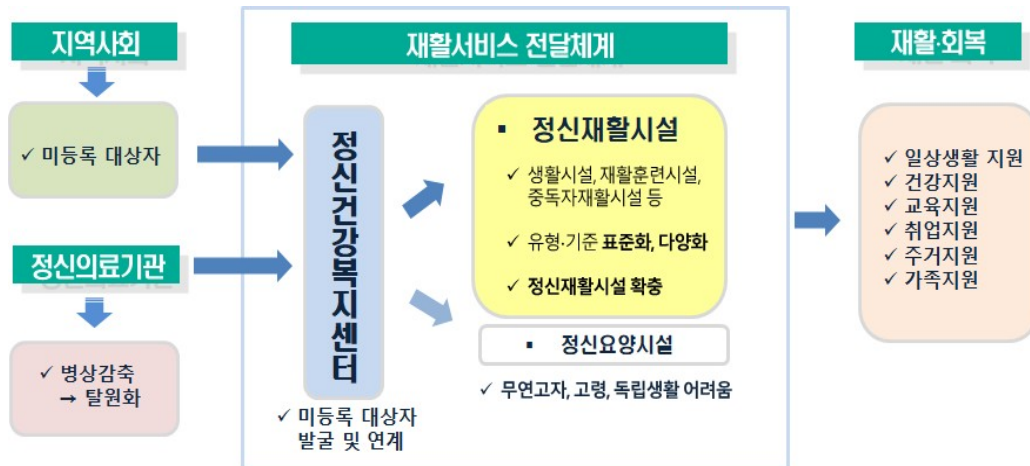 지역사회
✓ 미등록 대상자
정신의료기관
✓ 병상감축
→ 탈원화
재활서비스 전달체계
정신건강복지센터
✓ 미등록 대상자
발굴 및 연계
▪ 정신재활시설
✓ 생활시설, 재활훈련시설,
중독자재활시설 등
✓ 유형·기준 표준화, 다양화
✓ 정신재활시설 확충
▪ 정신요양시설
✓ 무연고자, 고령, 독립생활 어려움
재활·회복
✓ 일상생활 지원
✓ 건강지원
✓ 교육지원
✓ 취업지원
✓ 주거지원
✓ 가족지원